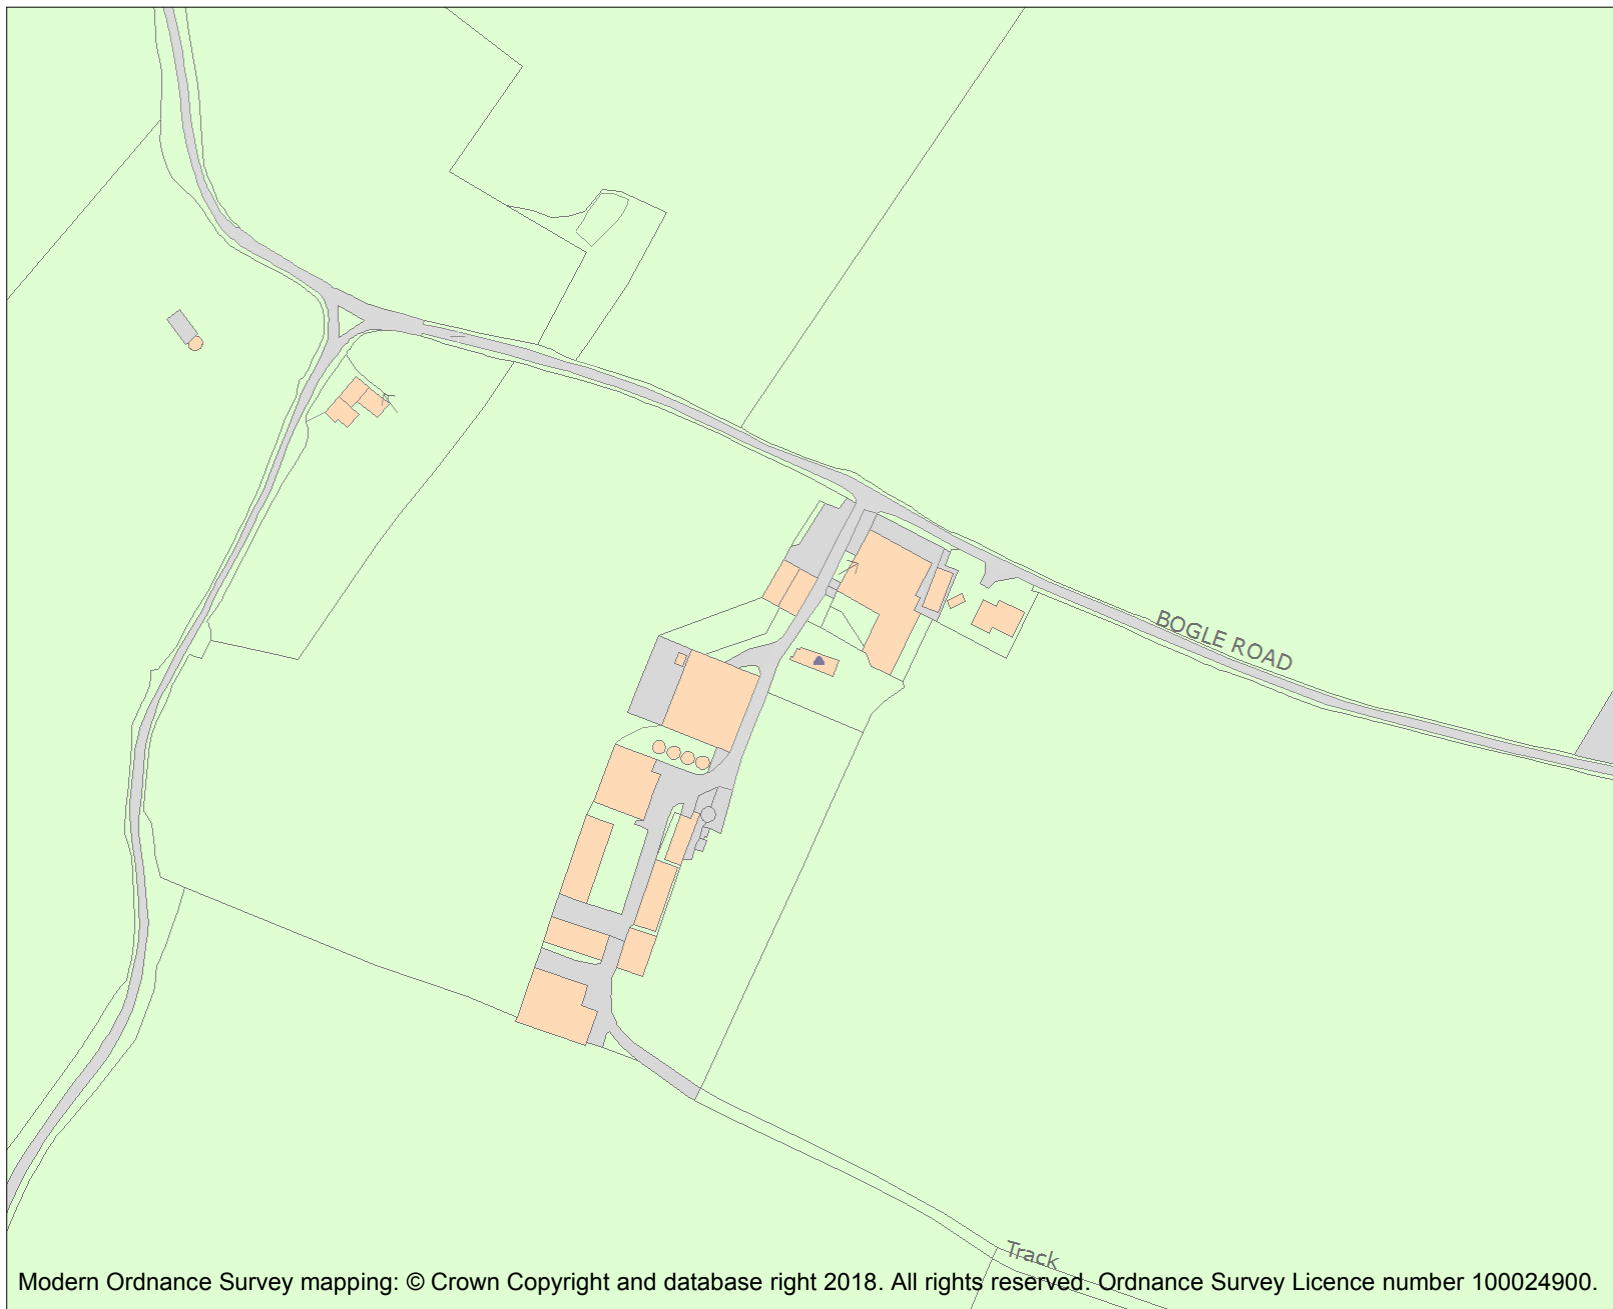 BOGLE ROAD
Track
Modern Ordnance Survey mapping: © Crown Copyright and database right 2018. All rights reserved. Ordnance Survey Licence number 100024900.